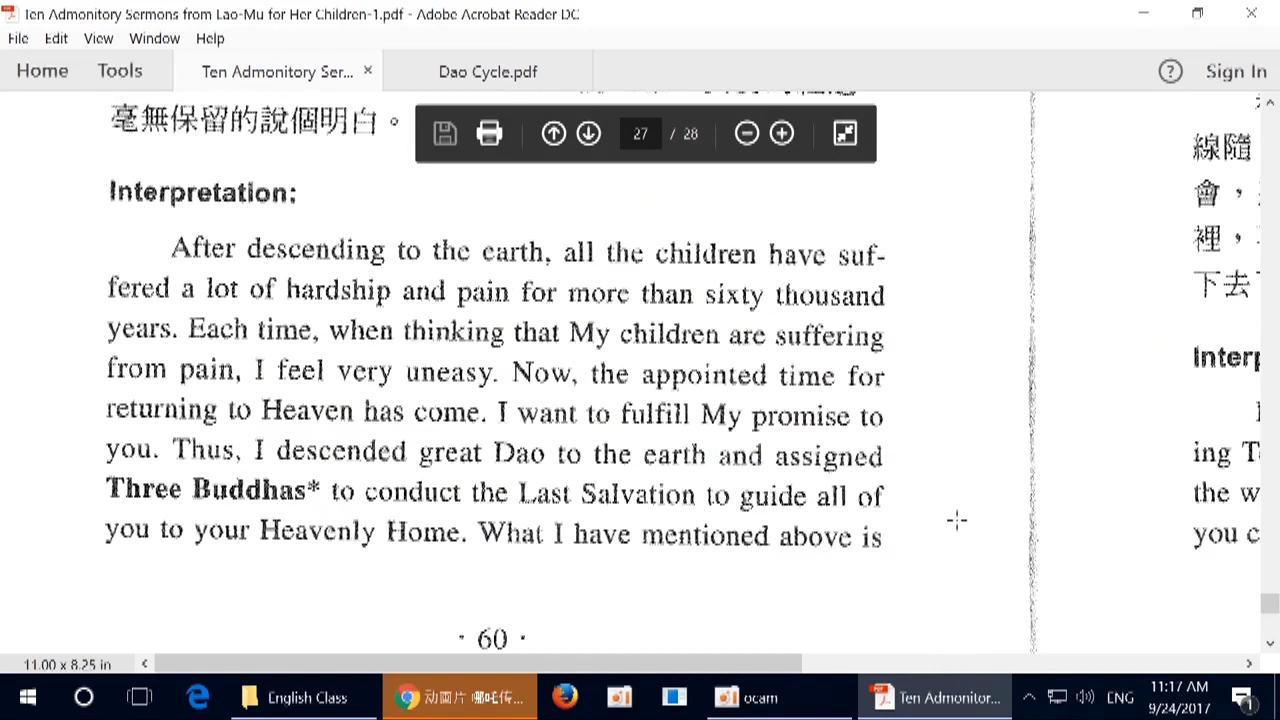 Ten Admonitory Sermons from Lao-Mu for Her Children-1.pdf - Adobe Acrobat Reader DC
File Edit View Window Help
Home Tools Ten Admonitory Ser... × Dao Cycle.pdf ? Sign In
毫無保留的說個明白。
27 / 28
線隨
會，
裡，
下去
Interpretation:
After descending to the earth, all the children have suf-
fered a lot of hardship and pain for more than sixty thousand
years. Each time, when thinking that My children are suffering
from pain, I feel very uneasy. Now, the appointed time for
returning to Heaven has come. I want to fulfill My promise to
you. Thus, I descended great Dao to the earth and assigned
Three Buddhas* to conduct the Last Salvation to guide all of
you to your Heavenly Home. What I have mentioned above is
· 60 ·
Interp
ing T
the w
you c
11.00 x 8.25 in
English Class 动画片 哪吒传... ocam Ten Admonitor... ENG 11:17 AM
9/24/2017
1